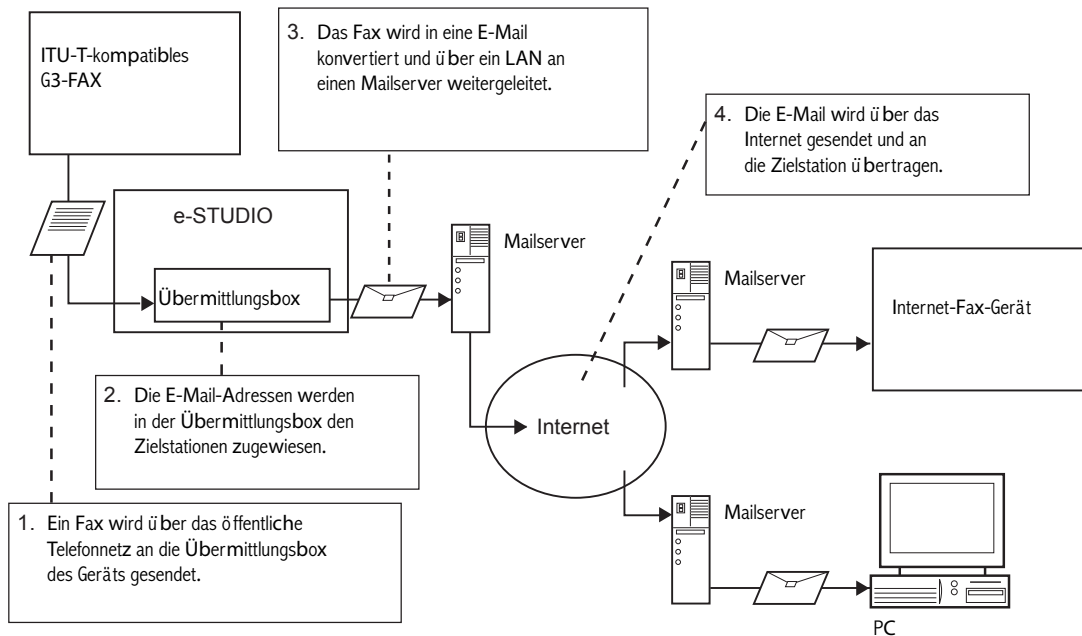 ITU-T-kompatibles
G3-FAX
3. Das Fax wird in eine E-Mail
konvertiert und über ein LAN an
einen Mailserver weitergeleitet.
4. Die E-Mail wird über das
Internet gesendet und an
die Zielstation übertragen.
e-STUDIO
Übermittlungsbox
Mailserver
Mailserver
Internet-Fax-Gerät
2. Die E-Mail-Adressen werden
in der Übermittlungsbox den
Zielstationen zugewiesen.
Internet
1. Ein Fax wird über das öffentliche
Telefonnetz an die Übermittlungsbox
des Geräts gesendet.
Mailserver
PC